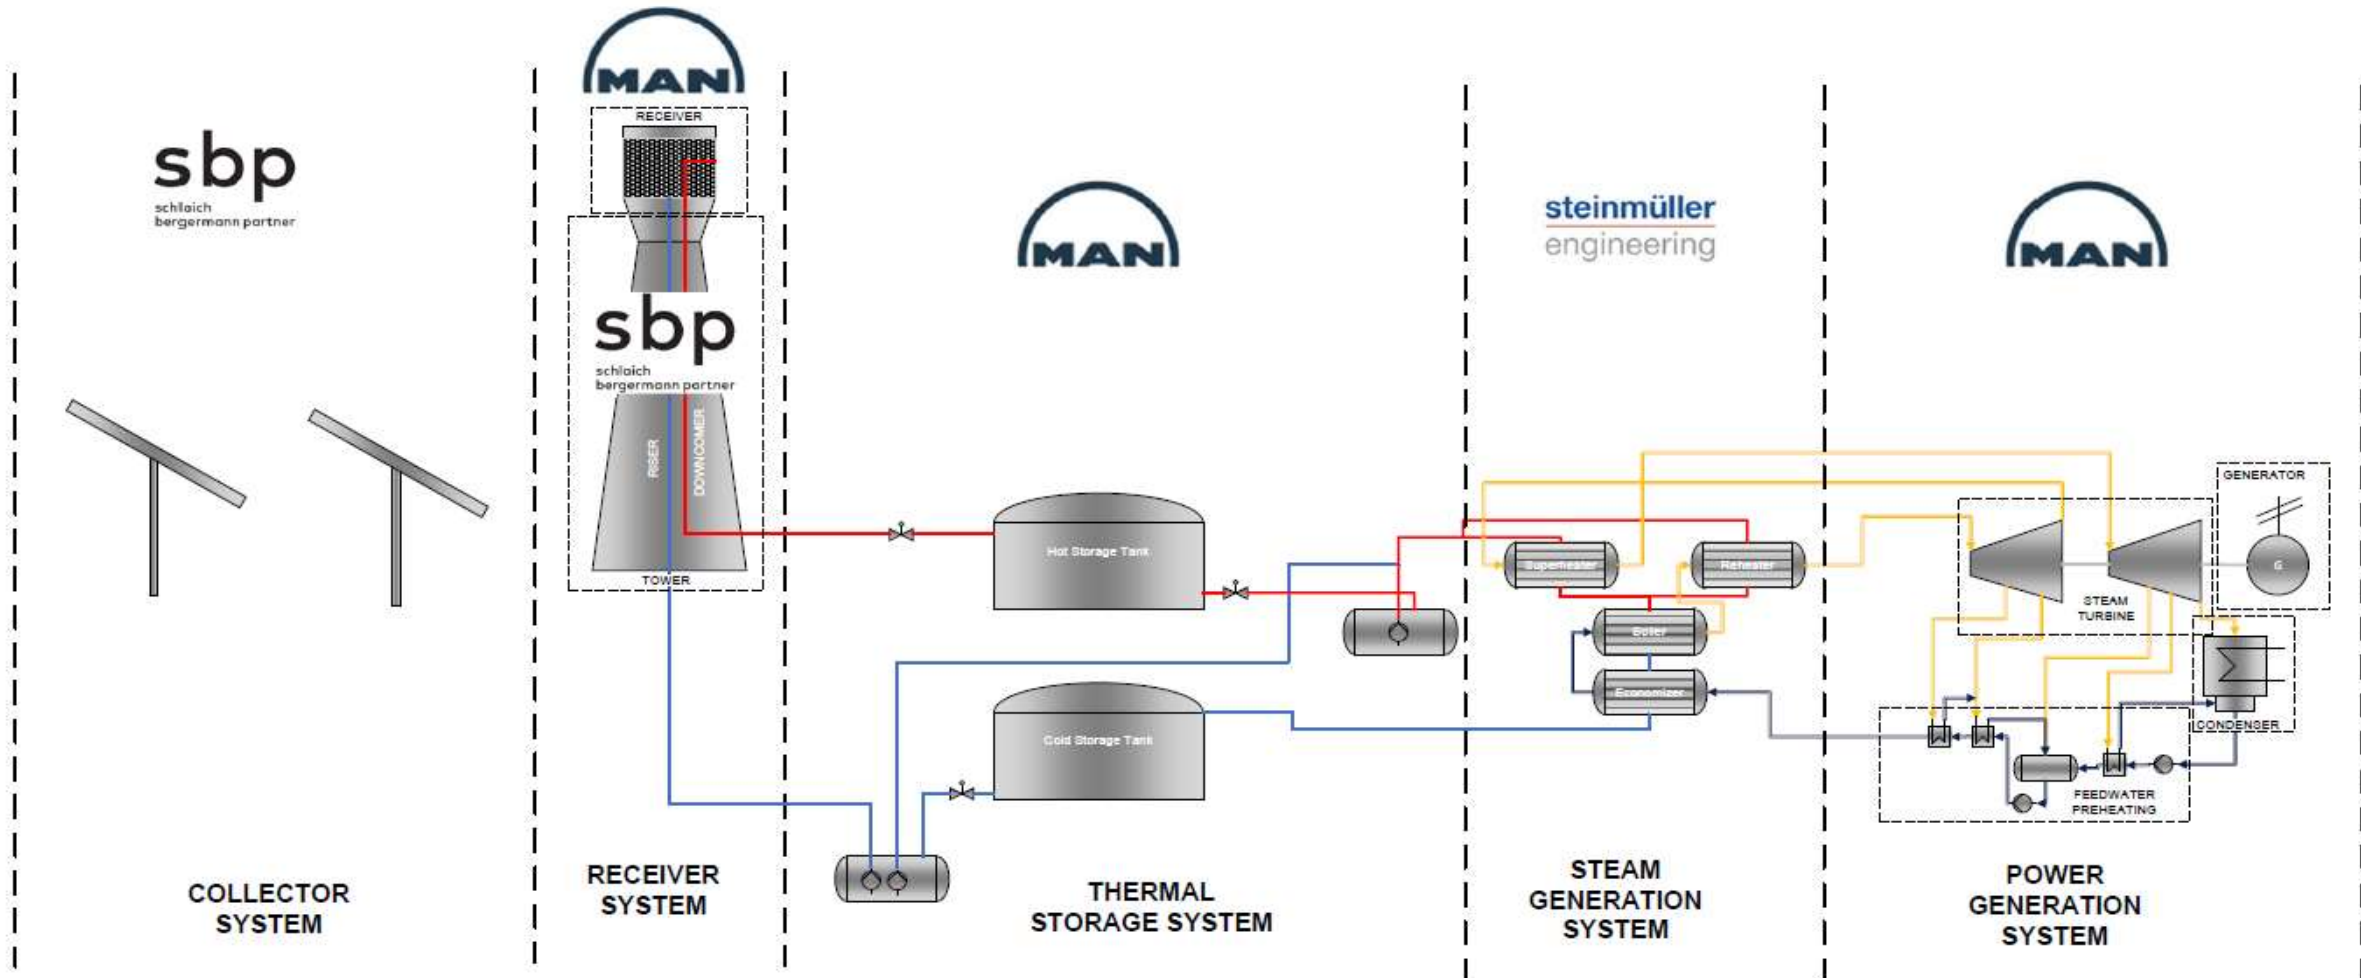 MAN
RECEIVER
sbp
schlaich
bergermann partner
sbp
schlaich
bergermann partner
RISER
DOWNCOMER
TOWER
MAN
Hot Storage Tank
Cold Storage Tank
steinmüller
engineering
Superheater
Reheater
Boiler
Economizer
MAN
GENERATOR
G
STEAM
TURBINE
CONDENSER
FEEDWATER
PREHEATING
COLLECTOR
SYSTEM
RECEIVER
SYSTEM
THERMAL
STORAGE SYSTEM
STEAM
GENERATION
SYSTEM
POWER
GENERATION
SYSTEM